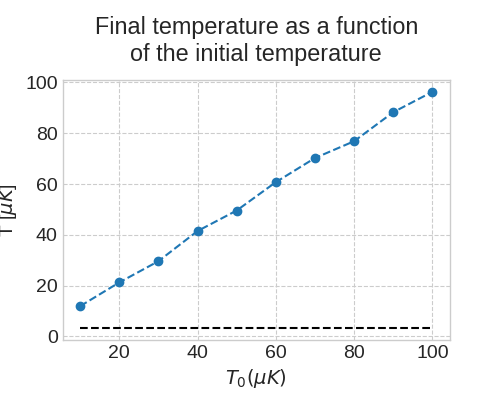 Final temperature as a function
of the initial temperature
100
80
60
40
20
0
T [μK]
20 40 60 80 100
T₀(μK)